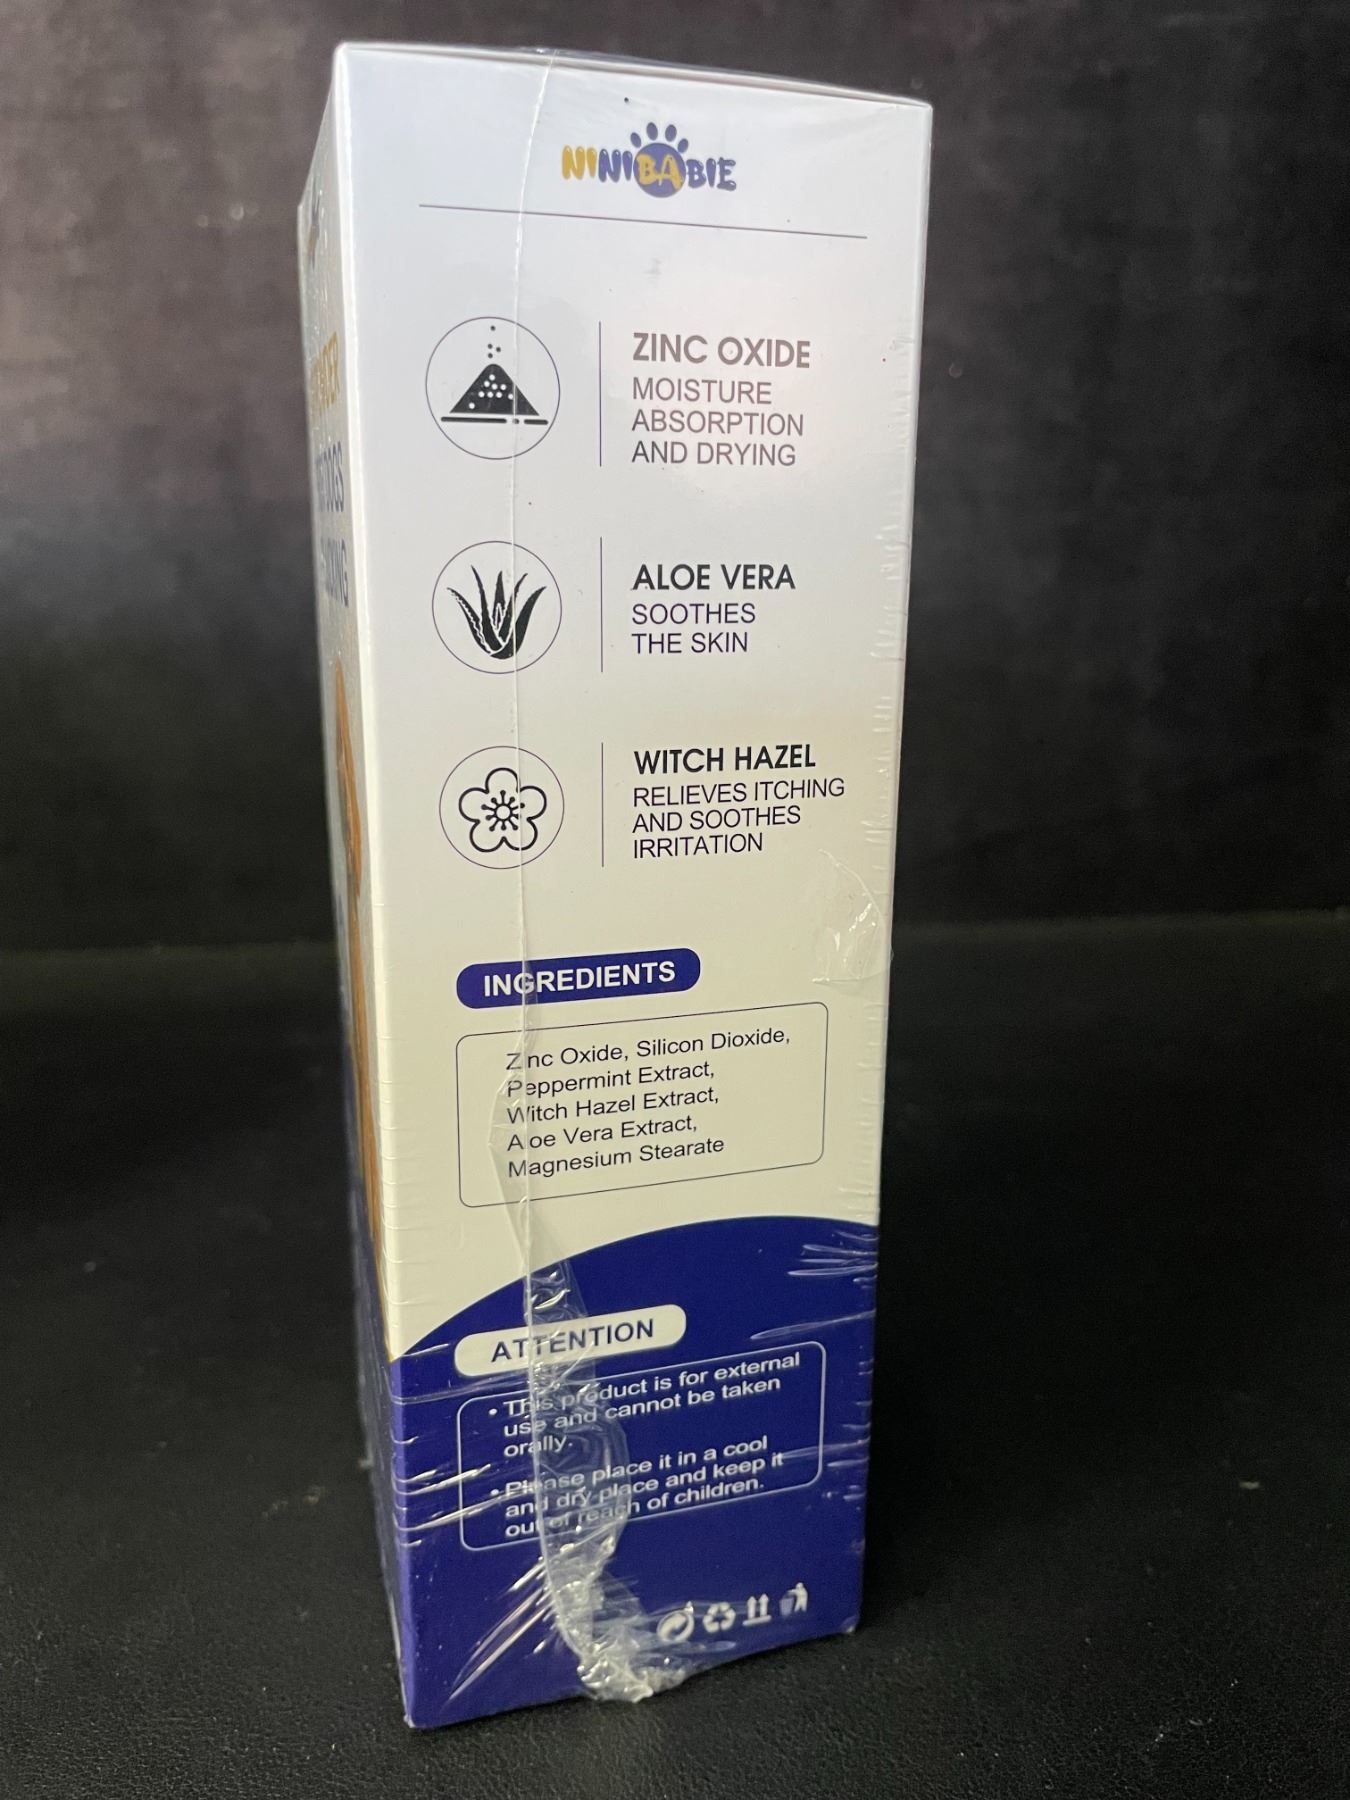 NINIBABIE
ZINC OXIDE
MOISTURE
ABSORPTION
AND DRYING
ALOE VERA
SOOTHES
THE SKIN
WITCH HAZEL
RELIEVES ITCHING
AND SOOTHES
IRRITATION
INGREDIENTS
Zinc Oxide, Silicon Dioxide,
Peppermint Extract,
Witch Hazel Extract,
Aloe Vera Extract,
Magnesium Stearate
ATTENTION
• This product is for external
use and cannot be taken
orally.
• Please place it in a cool
and dry place and keep it
out of reach of children.
DOGS